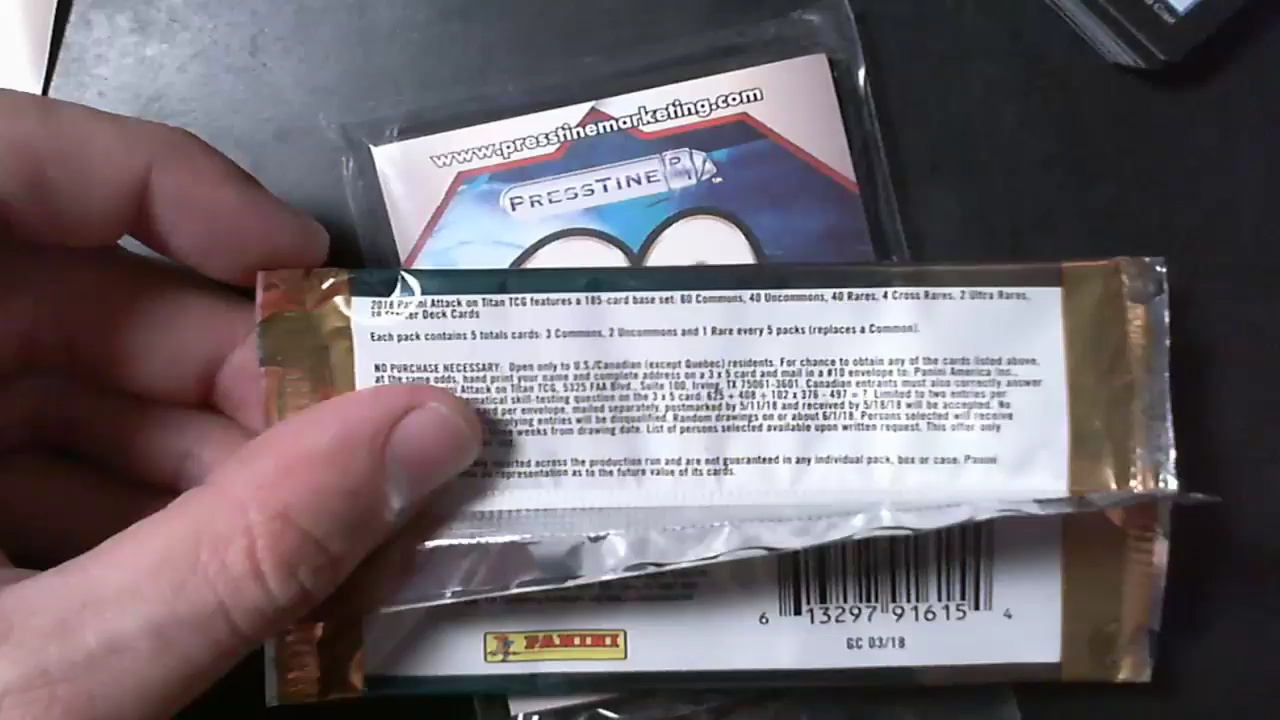 www.presstinemarketing.com
PRESSTINE
2018 Panini Attack on Titan TCG features a 185-card base set: 60 Commons, 40 Uncommons, 40 Rares, 4 Cross Rares, 2 Ultra Rares,
Starter Deck Cards
Each pack contains 5 totals cards: 3 Commons, 2 Uncommons and 1 Rare every 5 packs (replaces a Common).
NO PURCHASE NECESSARY: Open only to U.S./Canadian (except Quebec) residents. For chance to obtain any of the cards listed above,
at the same odds, hand print your name and complete address on a 3 x 5 card and mail in a #10 envelope to: Panini America Inc.,
Attack on Titan TCG, 5325 FAA Blvd., Suite 100, Irving, TX 75061-3601. Canadian entrants must also correctly answer
skill-testing question on the 3 x 5 card: 625 + 408 + 102 x 376 - 497 = ? Limited to two entries. No
per envelope, mailed separately, postmarked by 5/11/18 and received by 5/18/18 will be accepted. No
entries will be disqualified. Random drawings on or about 6/1/18. Persons selected will receive
weeks from drawing date. List of persons selected available upon written request. This offer only
inserted across the production run and are not guaranteed in any individual pack, box or case. Panini
representation as to the future value of its cards.
6 13297 91615 4
PANINI
GC 03/18